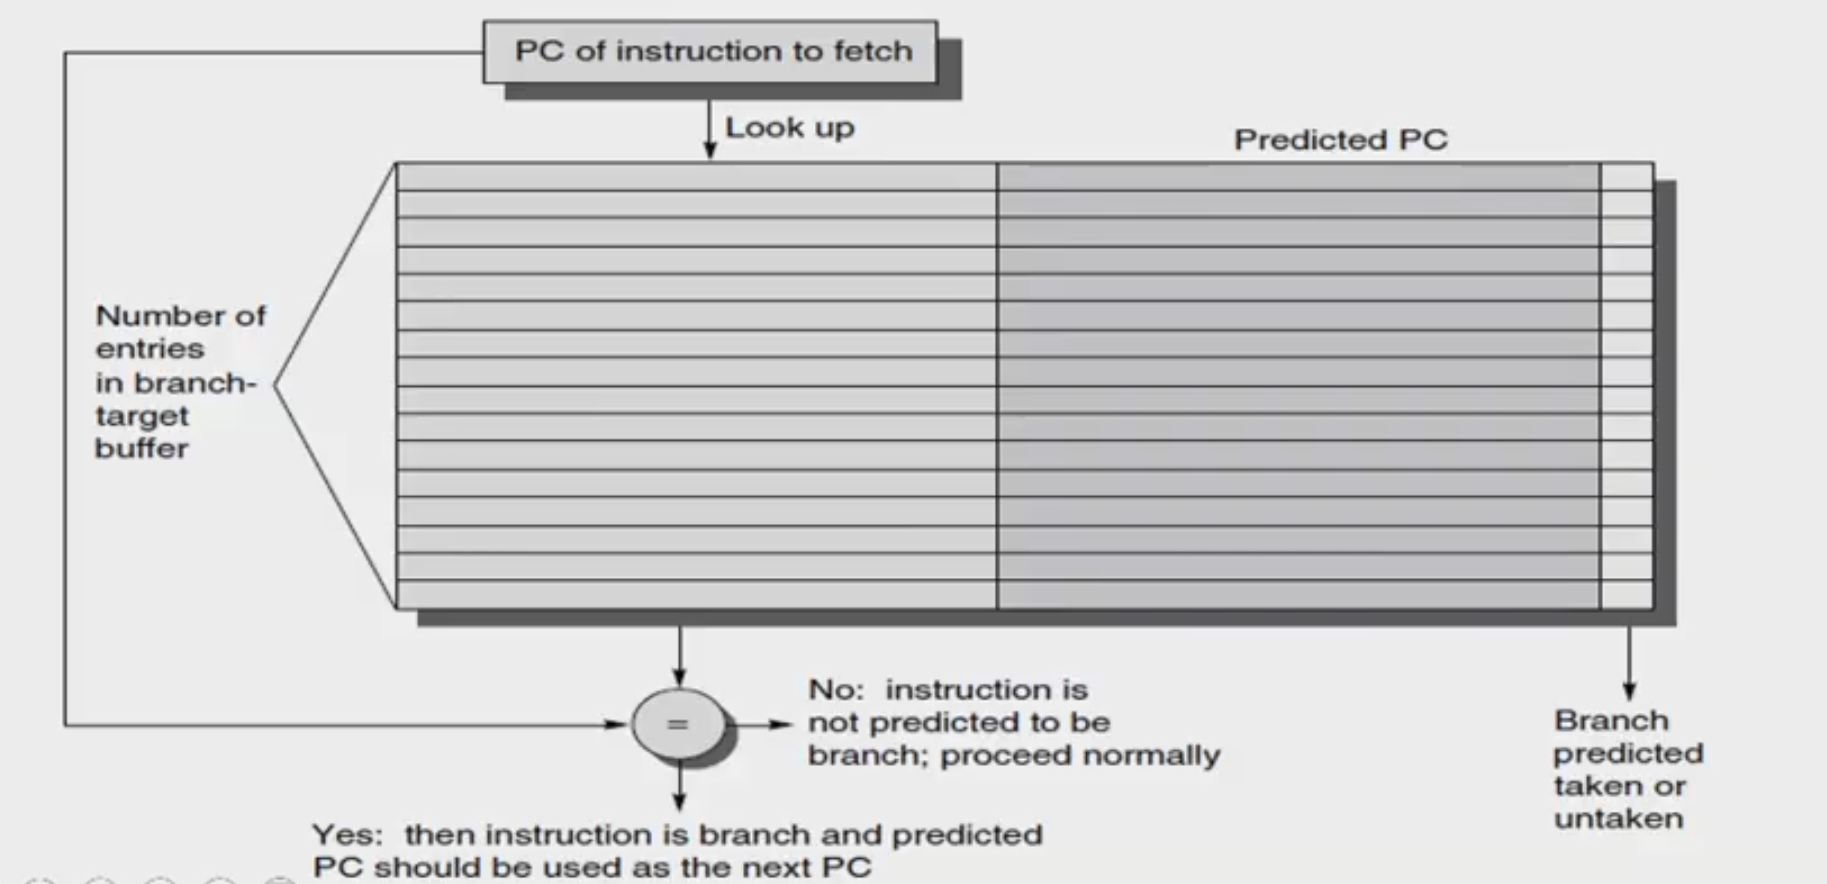 PC of instruction to fetch
Look up
Predicted PC
Number of
entries
in branch-
target
buffer
=
No: instruction is
not predicted to be
branch; proceed normally
Branch
predicted
taken or
untaken
Yes: then instruction is branch and predicted
PC should be used as the next PC